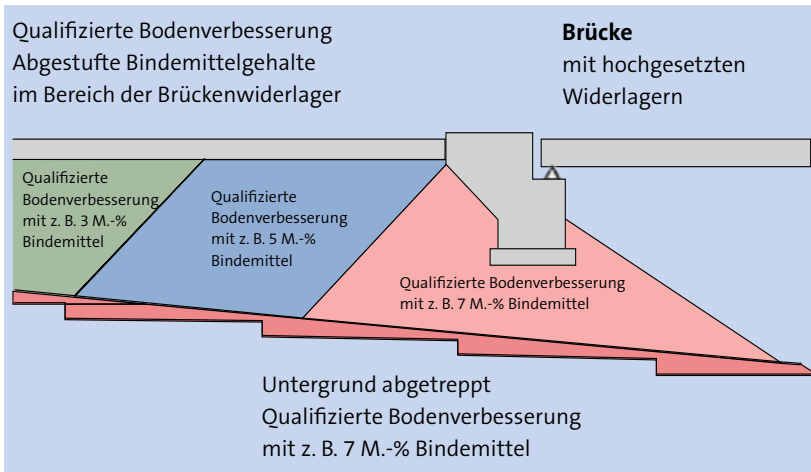 Qualifizierte Bodenverbesserung
Abgestufte Bindemittelgehalte
im Bereich der Brückenwiderlager
Brücke
mit hochgesetzten
Widerlagern
Qualifizierte
Bodenverbesserung
mit z. B. 3 M.-%
Bindemittel
Qualifizierte
Bodenverbesserung
mit z. B. 5 M.-%
Bindemittel
Qualifizierte Bodenverbesserung
mit z. B. 7 M.-% Bindemittel
Untergrund abgetreppt
Qualifizierte Bodenverbesserung
mit z. B. 7 M.-% Bindemittel